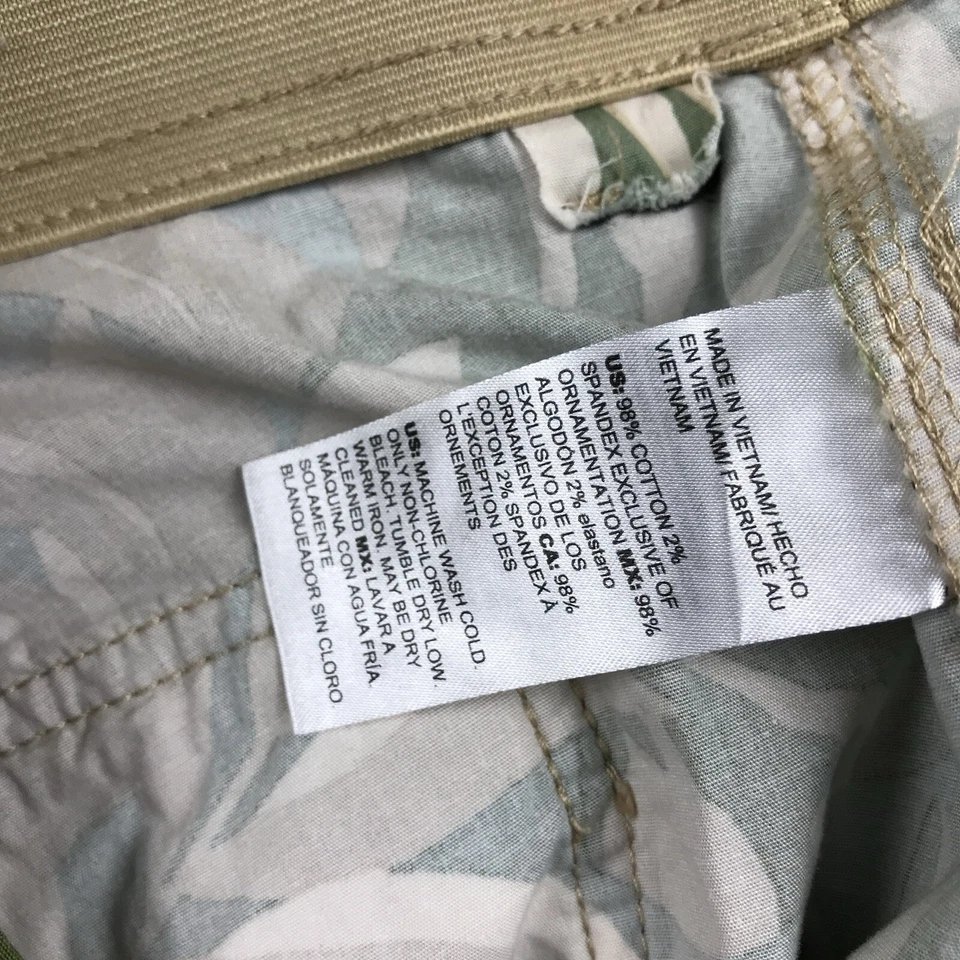 MADE IN VIETNAM/ HECHO
EN VIETNAM/ FABRIQUÉ AU
VIETNAM
US: 98% COTTON 2%
SPANDEX EXCLUSIVE OF
ORNAMENTATION MX: 98%
ALGODÓN 2% elastano
EXCLUSIVO DE LOS
ORNAMENTOS CA: 98%
COTON 2% SPANDEX À
L'EXCEPTION DES
ORNEMENTS
US: MACHINE WASH COLD
ONLY NON-CHLORINE
BLEACH. TUMBLE DRY LOW.
WARM IRON. MAY BE DRY
CLEANED MX: LAVAR A
MÁQUINA CON AGUA FRÍA.
SOLAMENTE
BLANQUEADOR SIN CLORO.